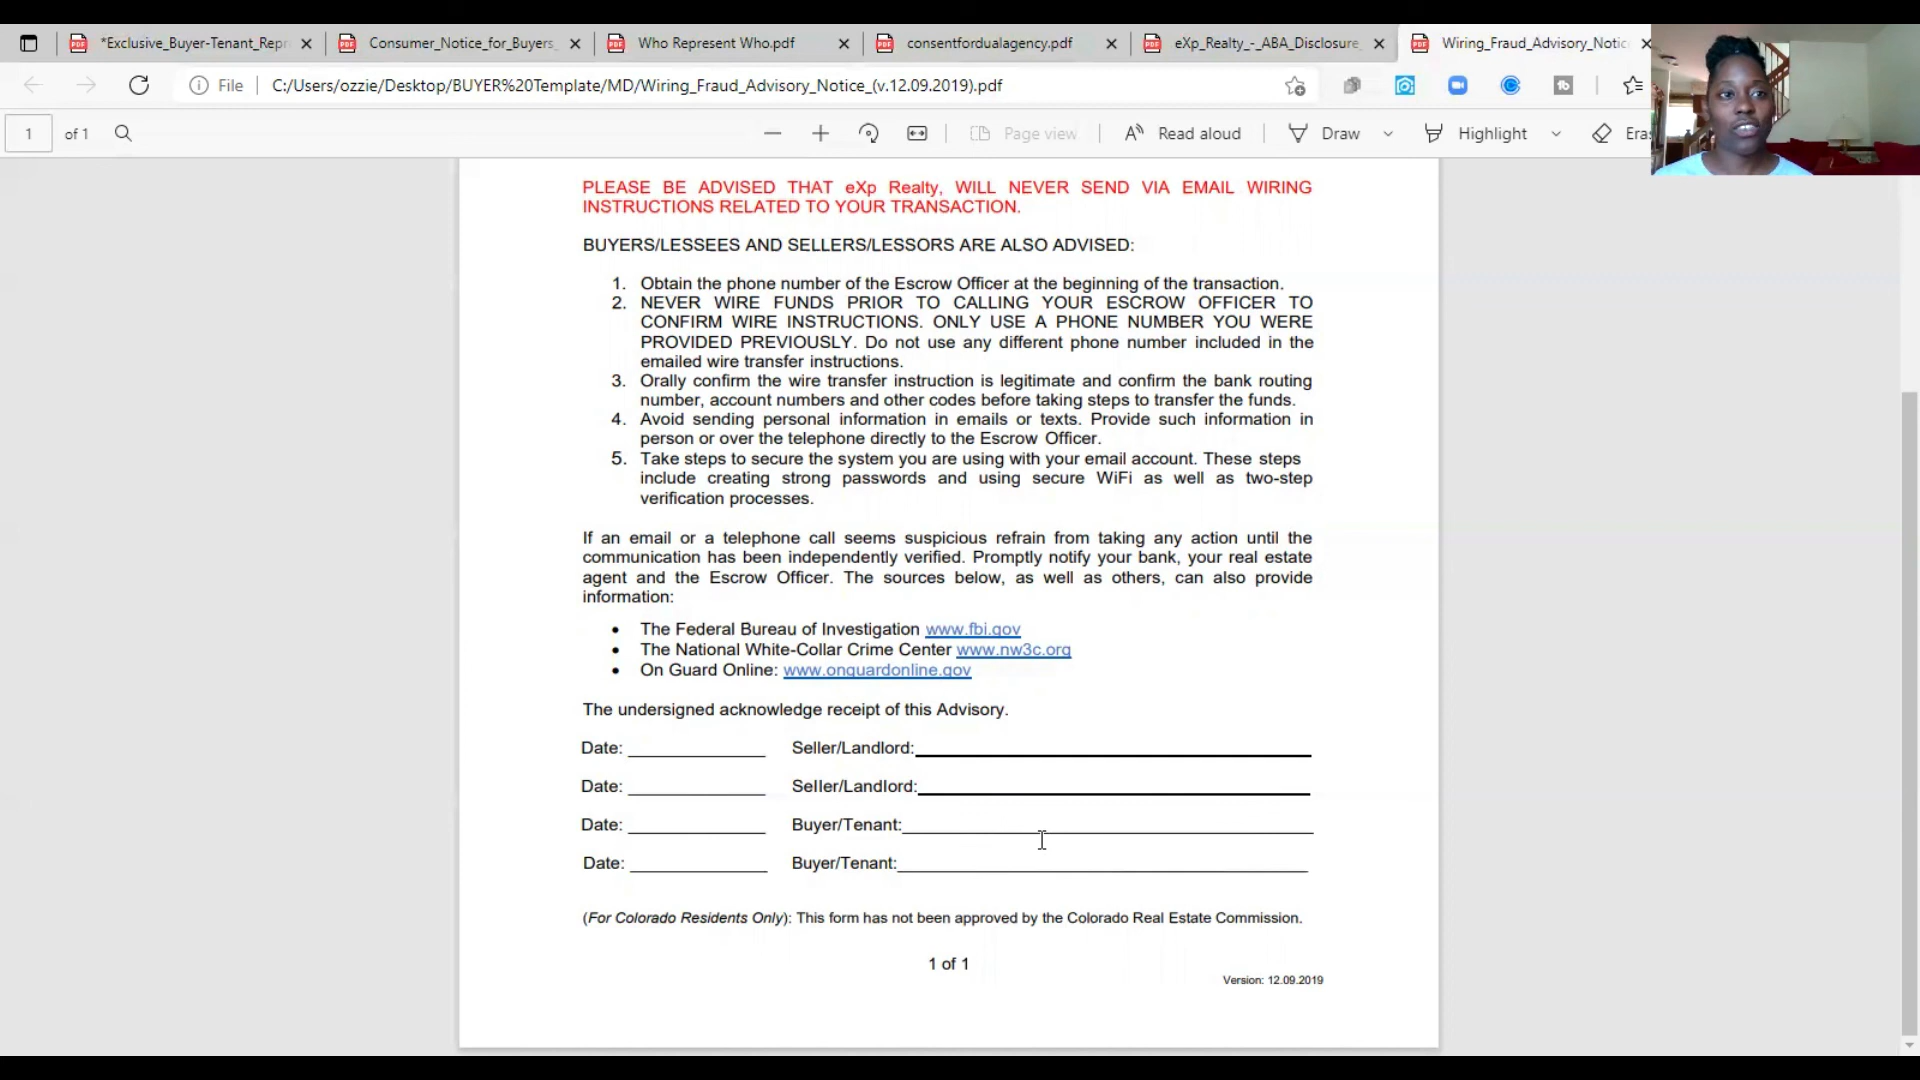 *Exclusive_Buyer-Tenant_Repr
Consumer_Notice_for_Buyers_
Who Represent Who.pdf
consentfordualagency.pdf
eXp_Realty_-_ABA_Disclosure_
Wiring_Fraud_Advisory_Notic
File
C:/Users/ozzie/Desktop/BUYER%20Template/MD/Wiring_Fraud_Advisory_Notice_(v.12.09.2019).pdf
1 of 1
Page view
Read aloud
Draw
Highlight
Eras
PLEASE BE ADVISED THAT eXp Realty, WILL NEVER SEND VIA EMAIL WIRING
INSTRUCTIONS RELATED TO YOUR TRANSACTION.
BUYERS/LESSEES AND SELLERS/LESSORS ARE ALSO ADVISED:
1. Obtain the phone number of the Escrow Officer at the beginning of the transaction.
2. NEVER WIRE FUNDS PRIOR TO CALLING YOUR ESCROW OFFICER TO
CONFIRM WIRE INSTRUCTIONS. ONLY USE A PHONE NUMBER YOU WERE
PROVIDED PREVIOUSLY. Do not use any different phone number included in the
emailed wire transfer instructions.
3. Orally confirm the wire transfer instruction is legitimate and confirm the bank routing
number, account numbers and other codes before taking steps to transfer the funds.
4. Avoid sending personal information in emails or texts. Provide such information in
person or over the telephone directly to the Escrow Officer.
5. Take steps to secure the system you are using with your email account. These steps
include creating strong passwords and using secure WiFi as well as two-step
verification processes.
If an email or a telephone call seems suspicious refrain from taking any action until the
communication has been independently verified. Promptly notify your bank, your real estate
agent and the Escrow Officer. The sources below, as well as others, can also provide
information:
• The Federal Bureau of Investigation www.fbi.gov
• The National White-Collar Crime Center www.nw3c.org
• On Guard Online: www.onguardonline.gov
The undersigned acknowledge receipt of this Advisory.
Date: ______________ Seller/Landlord:
Date: ______________ Seller/Landlord:
Date: ______________ Buyer/Tenant:
Date: ______________ Buyer/Tenant:
(For Colorado Residents Only): This form has not been approved by the Colorado Real Estate Commission.
1 of 1
Version: 12.09.2019